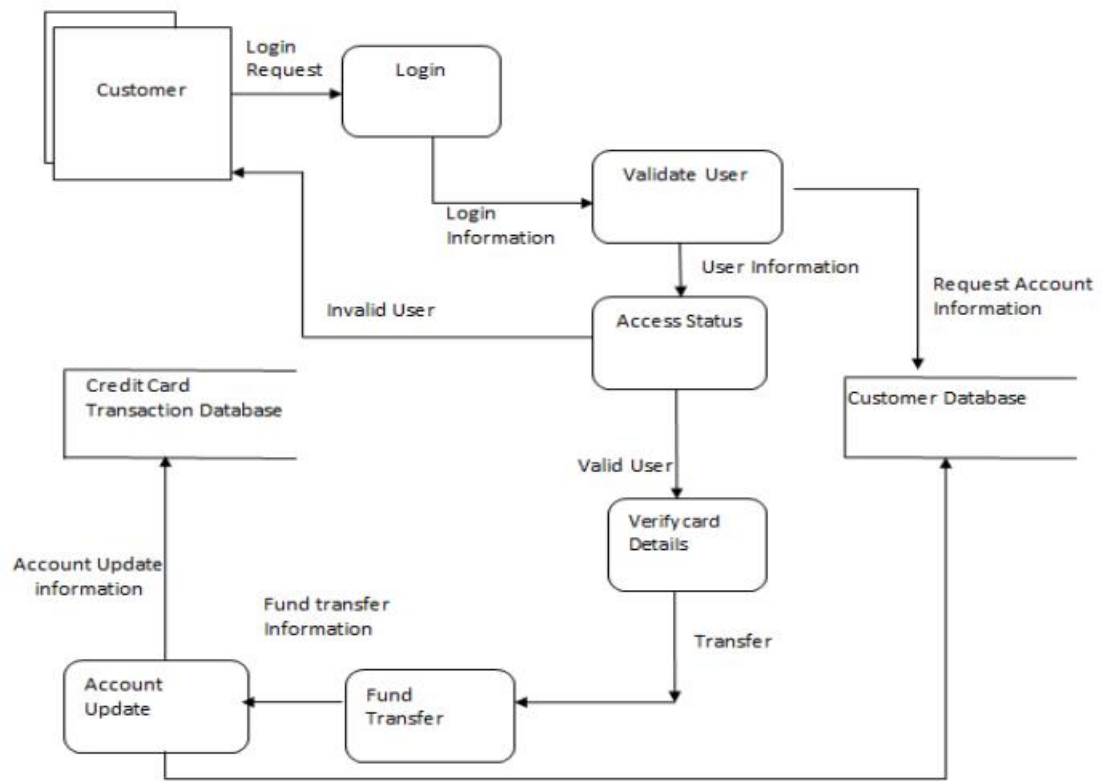 Login
Request
Customer
Login
Validate User
Login
Information
User Information
Request Account
Information
Invalid User
Access Status
Credit Card
Transaction Database
Customer Database
Valid User
Verify card
Details
Account Update
information
Fund transfer
Information
Transfer
Account
Update
Fund
Transfer